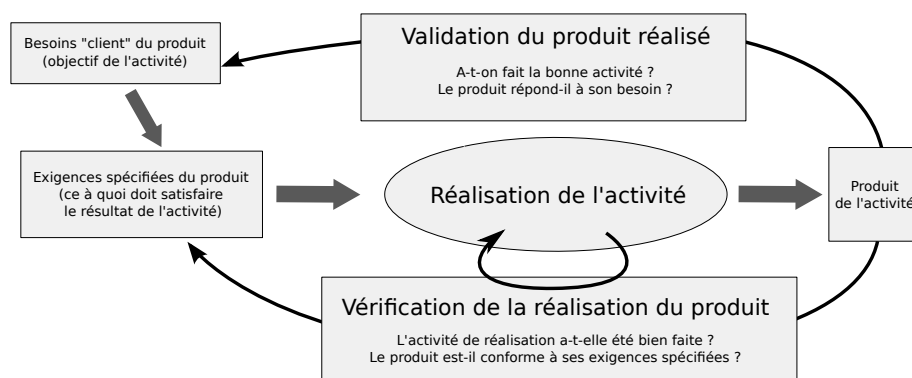 Besoins "client" du produit
(objectif de l'activité)
Validation du produit réalisé
A-t-on fait la bonne activité ?
Le produit répond-il à son besoin ?
Exigences spécifiées du produit
(ce à quoi doit satisfaire
le résultat de l'activité)
Réalisation de l'activité
Produit
de l'activité
Vérification de la réalisation du produit
L'activité de réalisation a-t-elle été bien faite ?
Le produit est-il conforme à ses exigences spécifiées ?